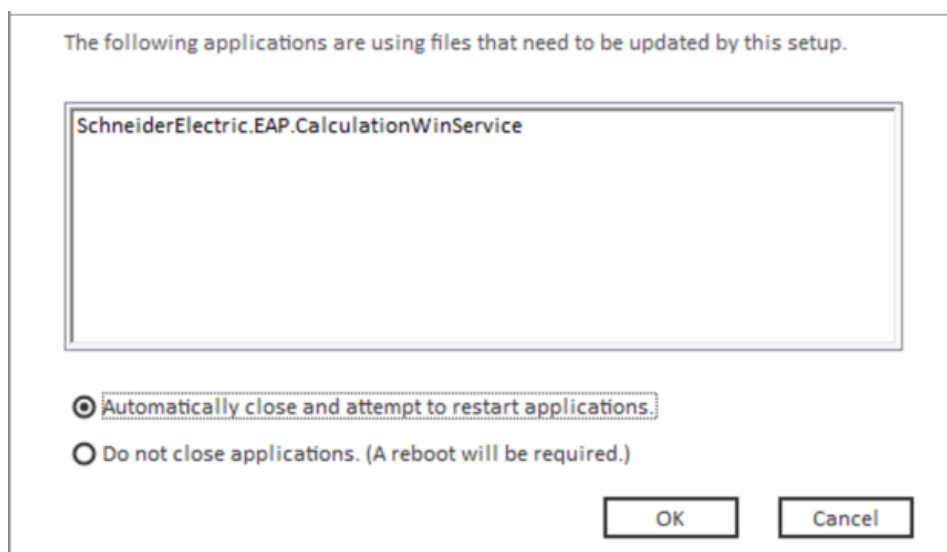 The following applications are using files that need to be updated by this setup.
SchneiderElectric.EAP.CalculationWinService
Automatically close and attempt to restart applications.
Do not close applications. (A reboot will be required.)
OK
Cancel